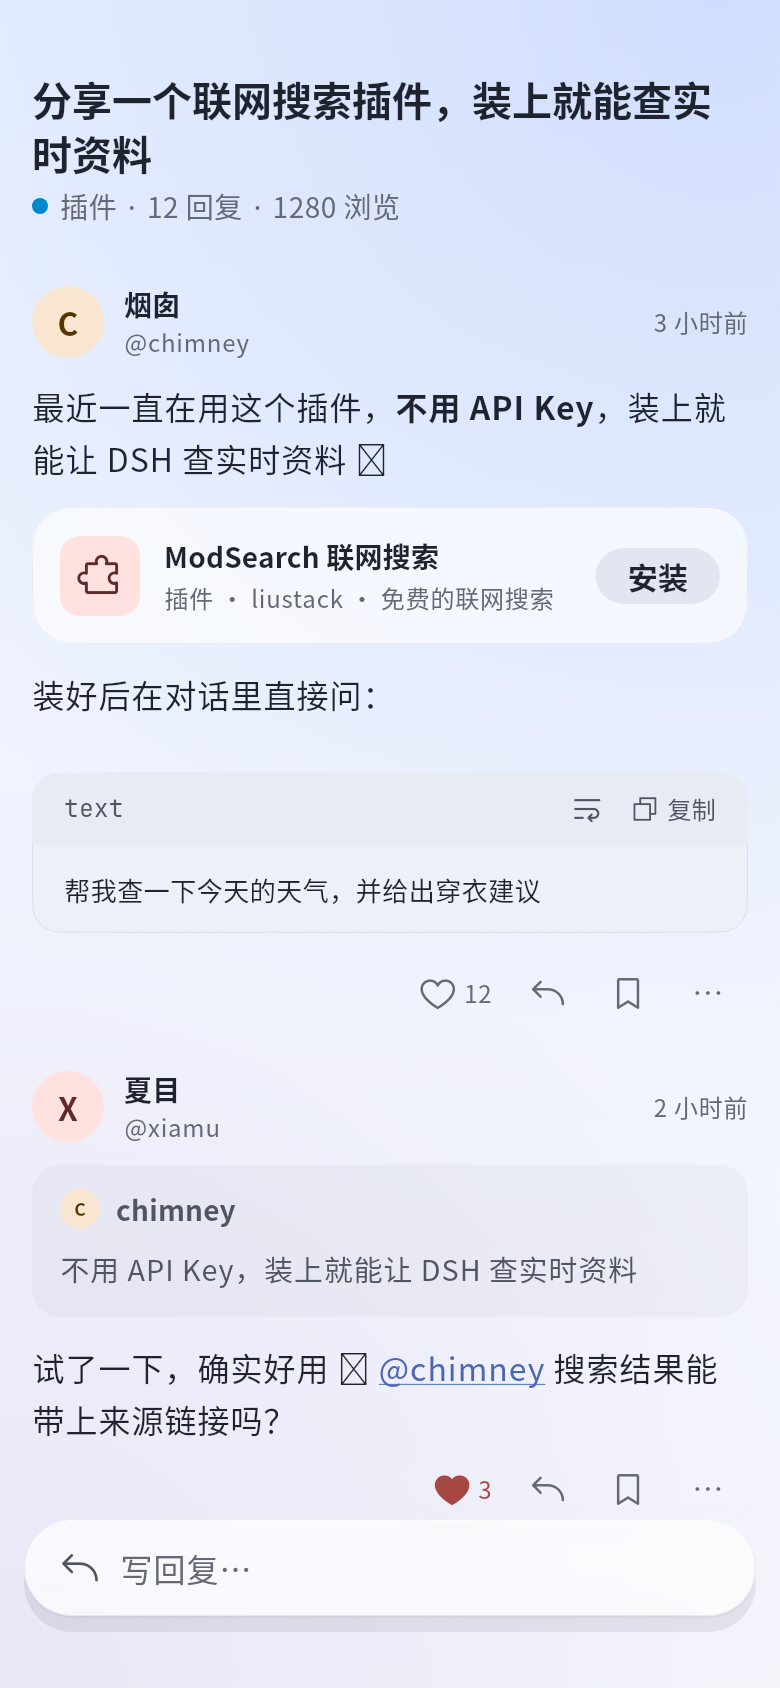 分享一个联网搜索插件，装上就能查实
时资料
插件 · 12 回复 · 1280 浏览
C
烟囱
@chimney
3 小时前
最近一直在用这个插件，不用 API Key，装上就
能让 DSH 查实时资料
ModSearch 联网搜索
插件 · liustack · 免费的联网搜索
安装
装好后在对话里直接问：
text
复制
帮我查一下今天的天气，并给出穿衣建议
12
X
夏目
@xiamu
2 小时前
C
chimney
不用 API Key，装上就能让 DSH 查实时资料
试了一下，确实好用 @chimney 搜索结果能
带上来源链接吗？
3
写回复…